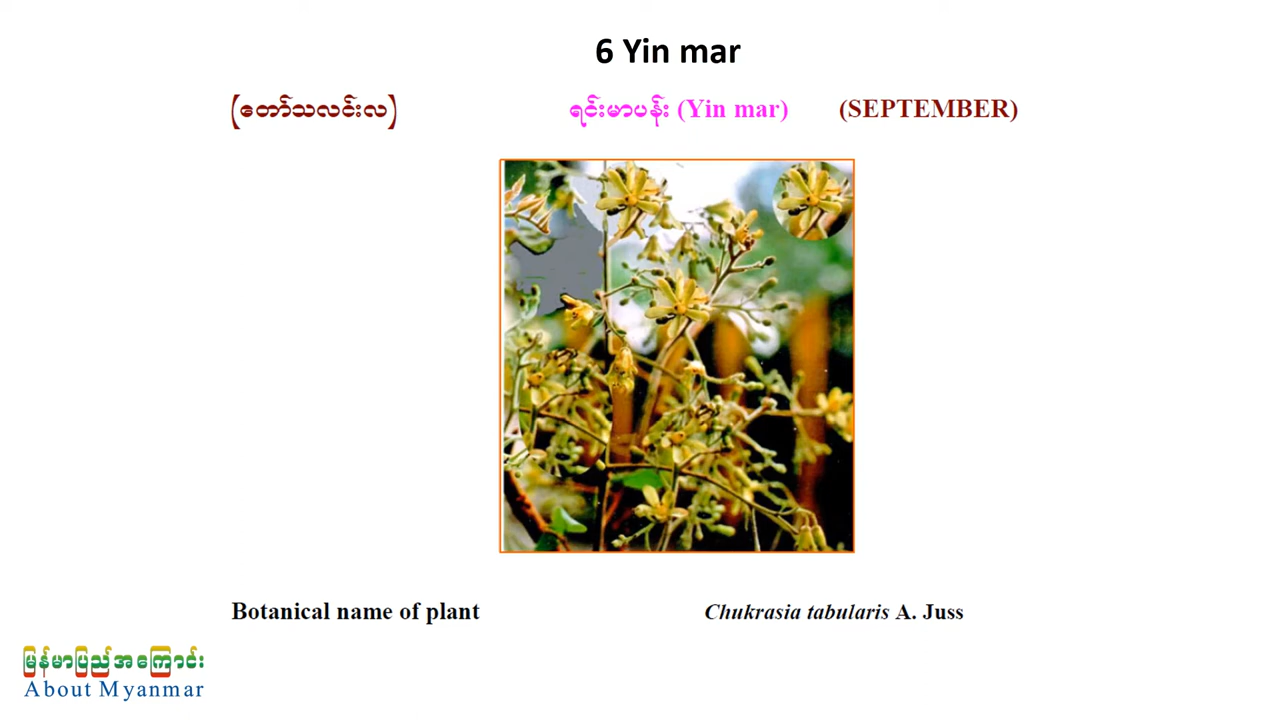 6 Yin mar
(တော်သလင်းလ) ရင်းမာပန်း (Yin mar) (SEPTEMBER)
Botanical name of plant Chukrasia tabularis A. Juss
မြန်မာပြည်အကြောင်း
About Myanmar